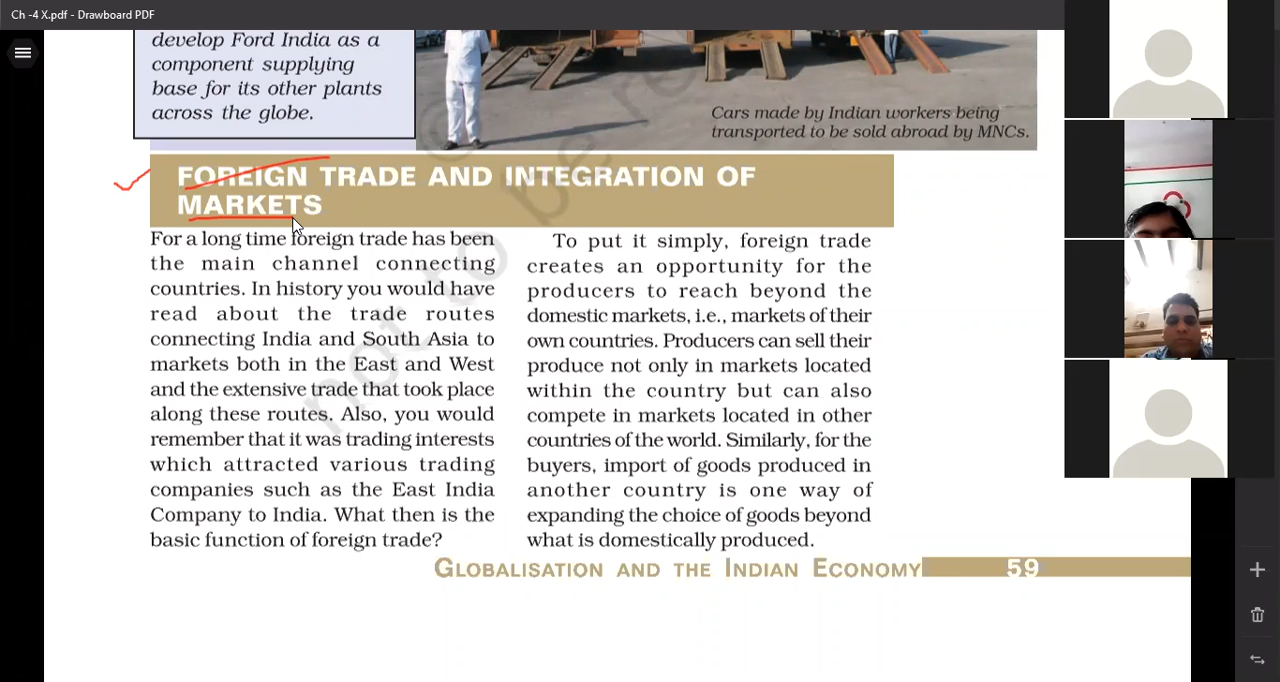 Ch -4 X.pdf - Drawboard PDF
develop Ford India as a
component supplying
base for its other plants
across the globe.
Cars made by Indian workers being
transported to be sold abroad by MNCs.
FOREIGN TRADE AND INTEGRATION OF
MARKETS
For a long time foreign trade has been
the main channel connecting
countries. In history you would have
read about the trade routes
connecting India and South Asia to
markets both in the East and West
and the extensive trade that took place
along these routes. Also, you would
remember that it was trading interests
which attracted various trading
companies such as the East India
Company to India. What then is the
basic function of foreign trade?
To put it simply, foreign trade
creates an opportunity for the
producers to reach beyond the
domestic markets, i.e., markets of their
own countries. Producers can sell their
produce not only in markets located
within the country but can also
compete in markets located in other
countries of the world. Similarly, for the
buyers, import of goods produced in
another country is one way of
expanding the choice of goods beyond
what is domestically produced.
GLOBALISATION AND THE INDIAN ECONOMY 59
not to be re